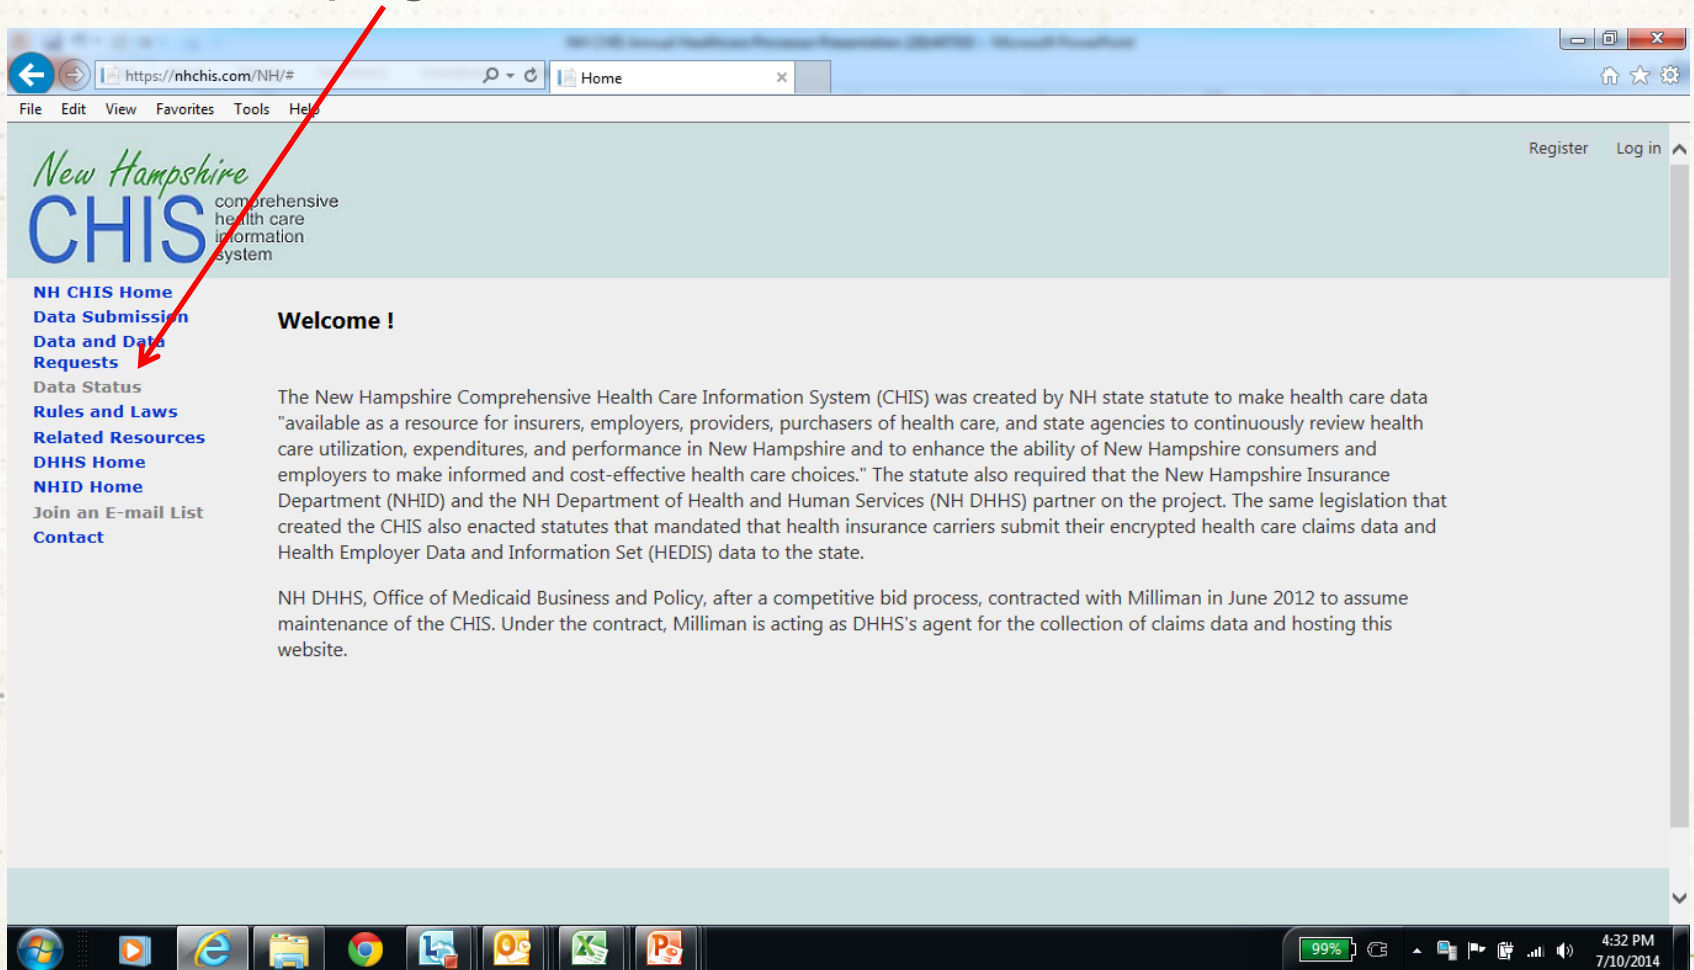 https://nhchis.com/NH/#
Home
File Edit View Favorites Tools Help
Register Log in
New Hampshire
CHIS
comprehensive
health care
information
system
NH CHIS Home
Data Submission
Data and Data
Requests
Data Status
Rules and Laws
Related Resources
DHHS Home
NHID Home
Join an E-mail List
Contact
Welcome !
The New Hampshire Comprehensive Health Care Information System (CHIS) was created by NH state statute to make health care data
"available as a resource for insurers, employers, providers, purchasers of health care, and state agencies to continuously review health
care utilization, expenditures, and performance in New Hampshire and to enhance the ability of New Hampshire consumers and
employers to make informed and cost-effective health care choices." The statute also required that the New Hampshire Insurance
Department (NHID) and the NH Department of Health and Human Services (NH DHHS) partner on the project. The same legislation that
created the CHIS also enacted statutes that mandated that health insurance carriers submit their encrypted health care claims data and
Health Employer Data and Information Set (HEDIS) data to the state.
NH DHHS, Office of Medicaid Business and Policy, after a competitive bid process, contracted with Milliman in June 2012 to assume
maintenance of the CHIS. Under the contract, Milliman is acting as DHHS's agent for the collection of claims data and hosting this
website.
99%
4:32 PM
7/10/2014